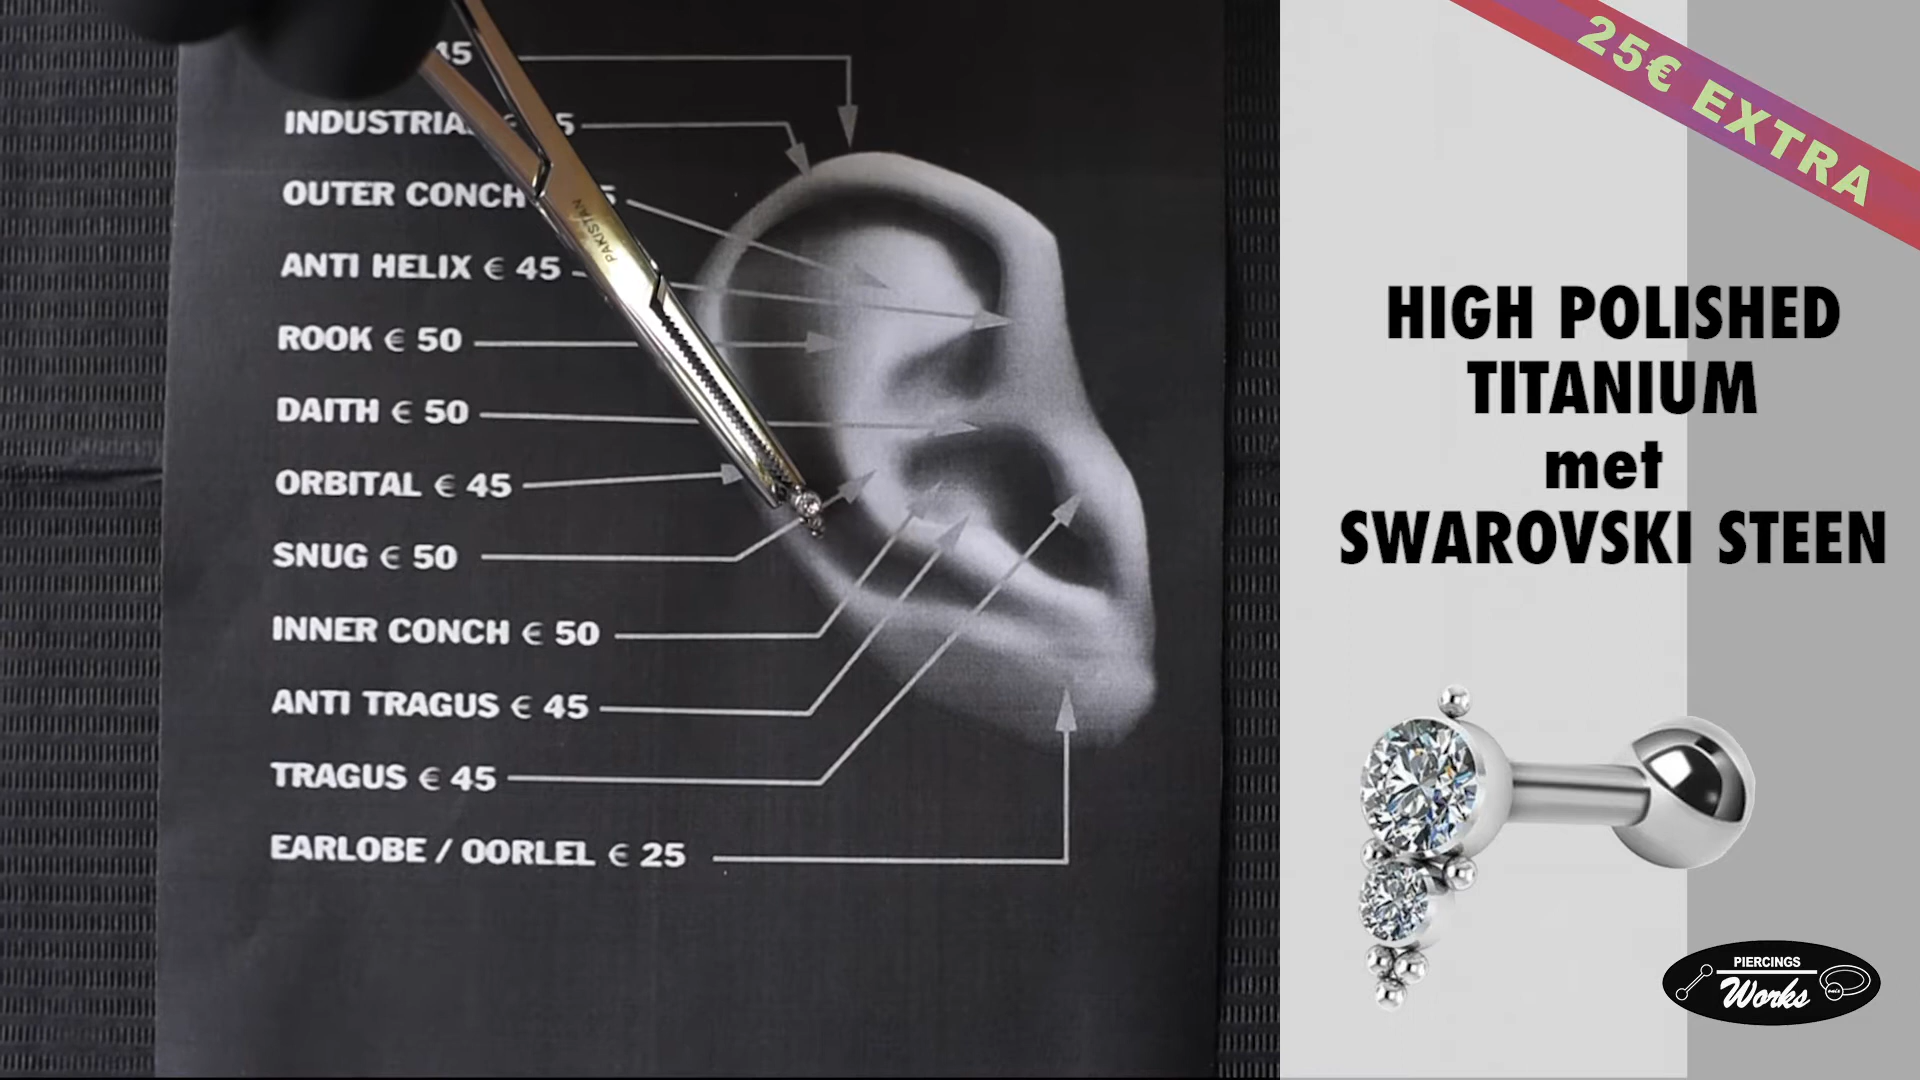 45
INDUSTRIA
OUTER CONCH
ANTI HELIX € 45
ROOK € 50
DAITH € 50
ORBITAL € 45
SNUG € 50
INNER CONCH € 50
ANTI TRAGUS € 45
TRAGUS € 45
EARLOBE / OORLEL € 25
PAKISTAN
25€ EXTRA
HIGH POLISHED
TITANIUM
met
SWAROVSKI STEEN
PIERCINGS
Works